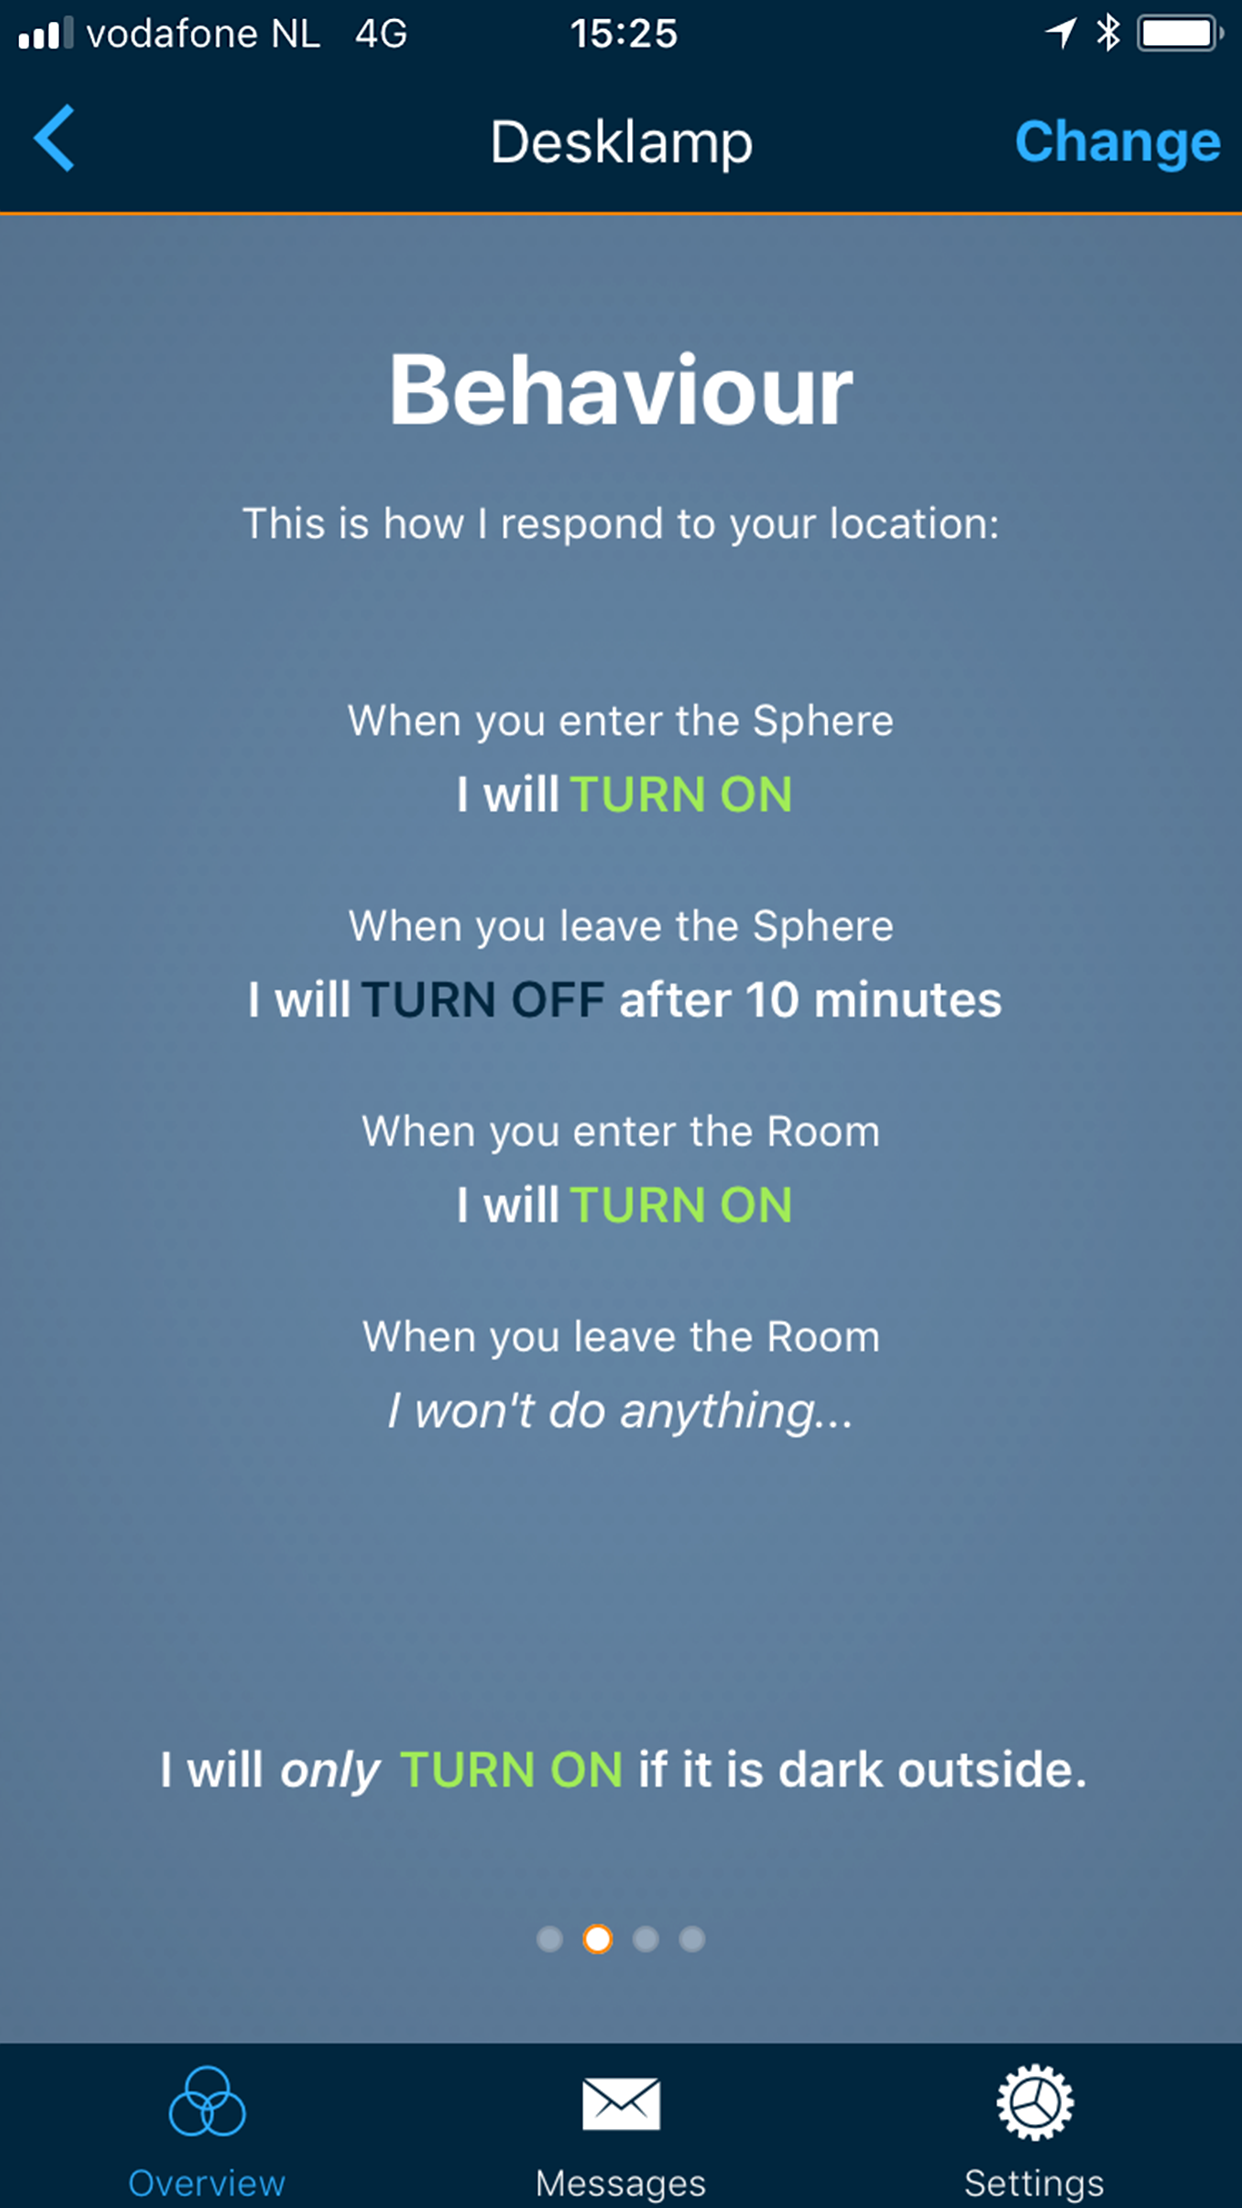 vodafone NL 4G 15:25
Desklamp Change
Behaviour
This is how I respond to your location:
When you enter the Sphere
I will TURN ON
When you leave the Sphere
I will TURN OFF after 10 minutes
When you enter the Room
I will TURN ON
When you leave the Room
I won't do anything...
I will only TURN ON if it is dark outside.
Overview Messages Settings